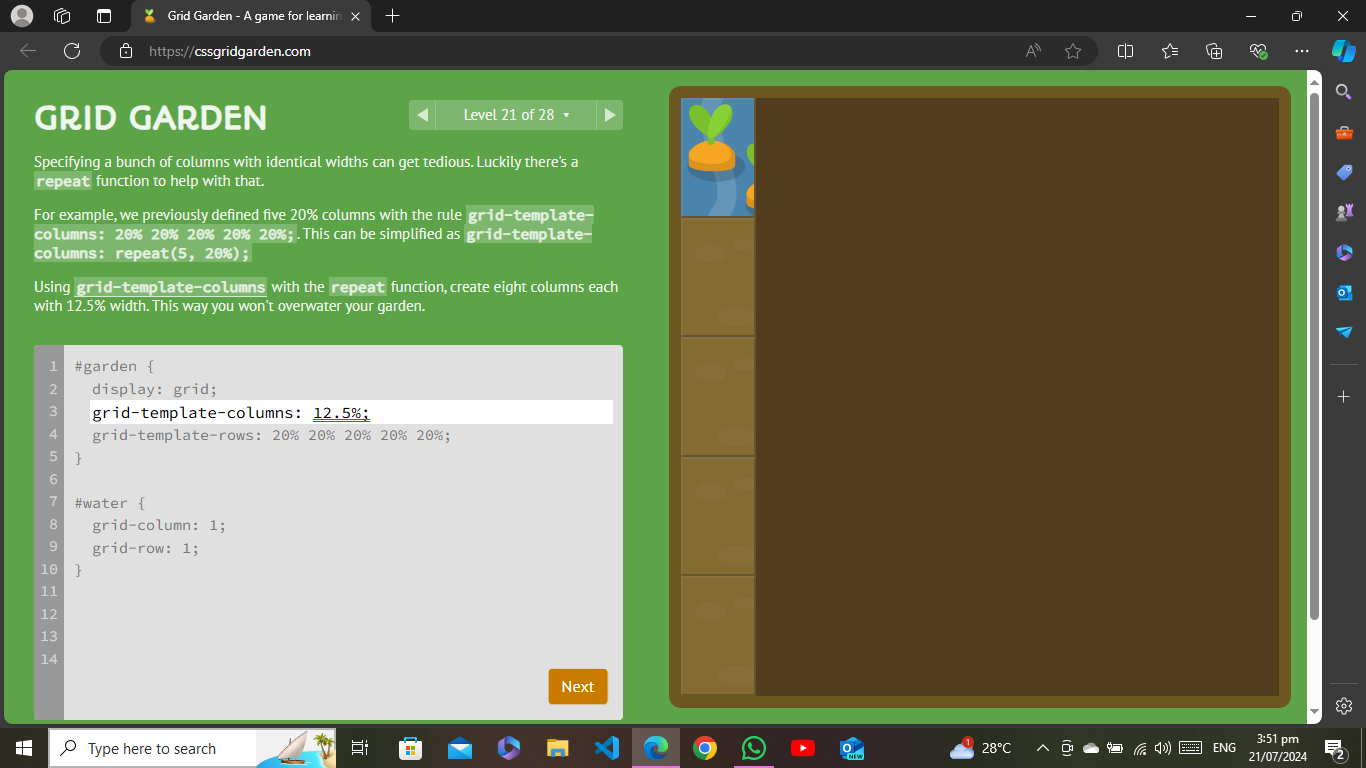 Grid Garden - A game for learnin
https://cssgridgarden.com
GRID GARDEN
Level 21 of 28
Specifying a bunch of columns with identical widths can get tedious. Luckily there's a
repeat function to help with that.
For example, we previously defined five 20% columns with the rule grid-template-
columns: 20% 20% 20% 20% 20%;. This can be simplified as grid-template-
columns: repeat(5, 20%);
Using grid-template-columns with the repeat function, create eight columns each
with 12.5% width. This way you won't overwater your garden.
1 #garden {
2 display: grid;
3 grid-template-columns: 12.5%;
4 grid-template-rows: 20% 20% 20% 20% 20%;
5 }
6
7 #water {
8 grid-column: 1;
9 grid-row: 1;
10 }
11
12
13
14
Next
Type here to search
NEW
1
28°C
ENG
3:51 pm
21/07/2024
2